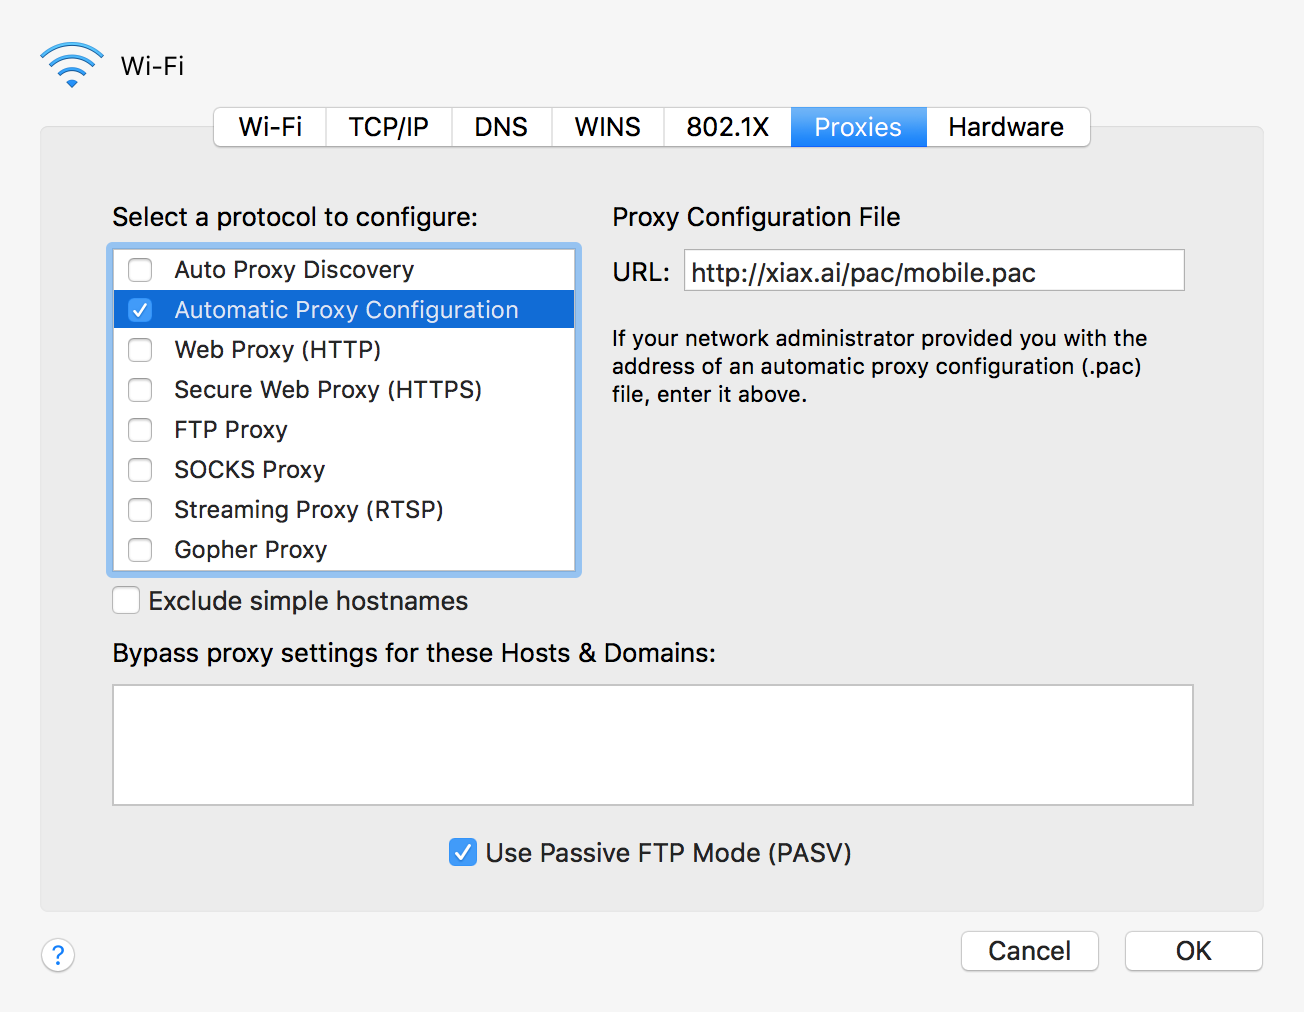 Wi-Fi
Wi-Fi TCP/IP DNS WINS 802.1X Proxies Hardware
Select a protocol to configure:
Auto Proxy Discovery
Automatic Proxy Configuration
Web Proxy (HTTP)
Secure Web Proxy (HTTPS)
FTP Proxy
SOCKS Proxy
Streaming Proxy (RTSP)
Gopher Proxy
Exclude simple hostnames
Proxy Configuration File
URL: http://xiax.ai/pac/mobile.pac
If your network administrator provided you with the
address of an automatic proxy configuration (.pac)
file, enter it above.
Bypass proxy settings for these Hosts & Domains:
Use Passive FTP Mode (PASV)
? Cancel OK